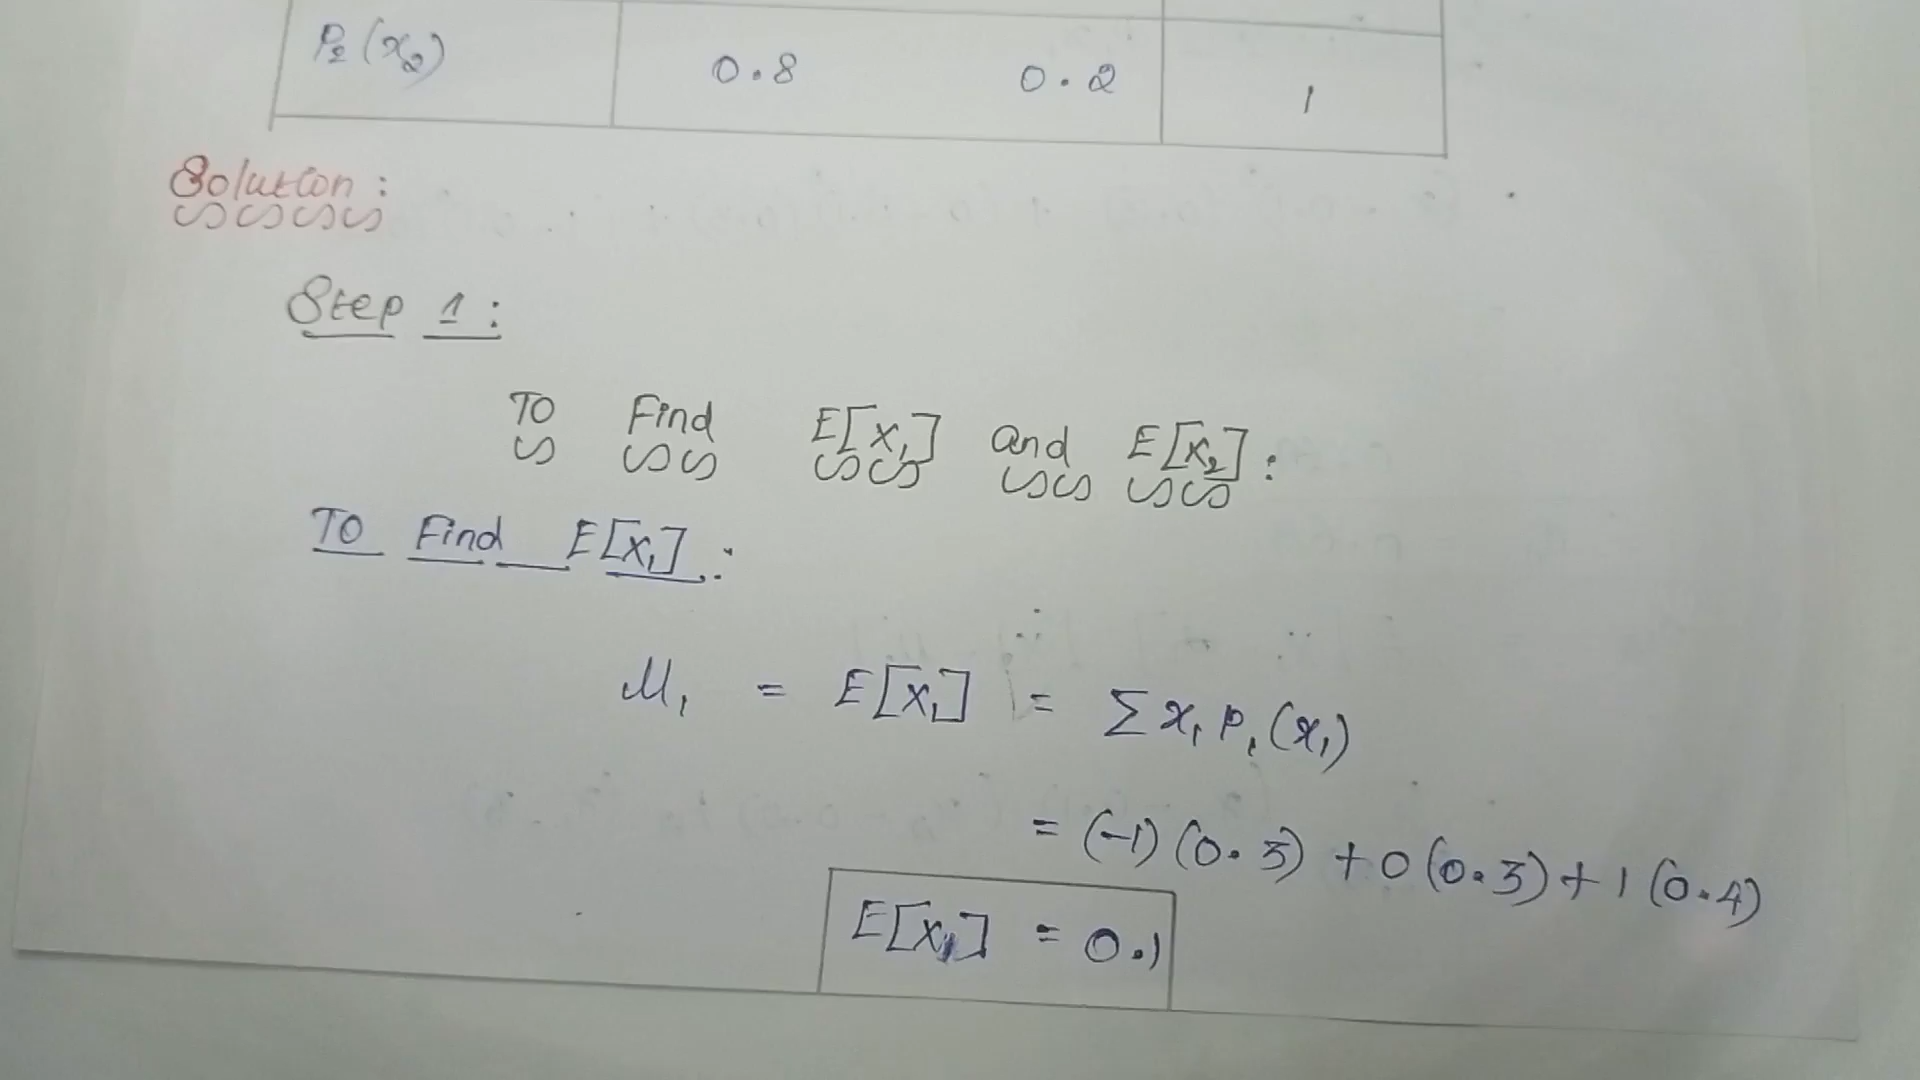 P₂(x₂) 0.8 0.2 1
Solution:
Step 1:
To Find E[X₁] and E[X₂]:
To Find E[X₁]:
μ₁ = E[X₁] = Σ x₁ P₁(x₁)
= (-1)(0.3) + 0(0.3) + 1(0.4)
E[X₁] = 0.1